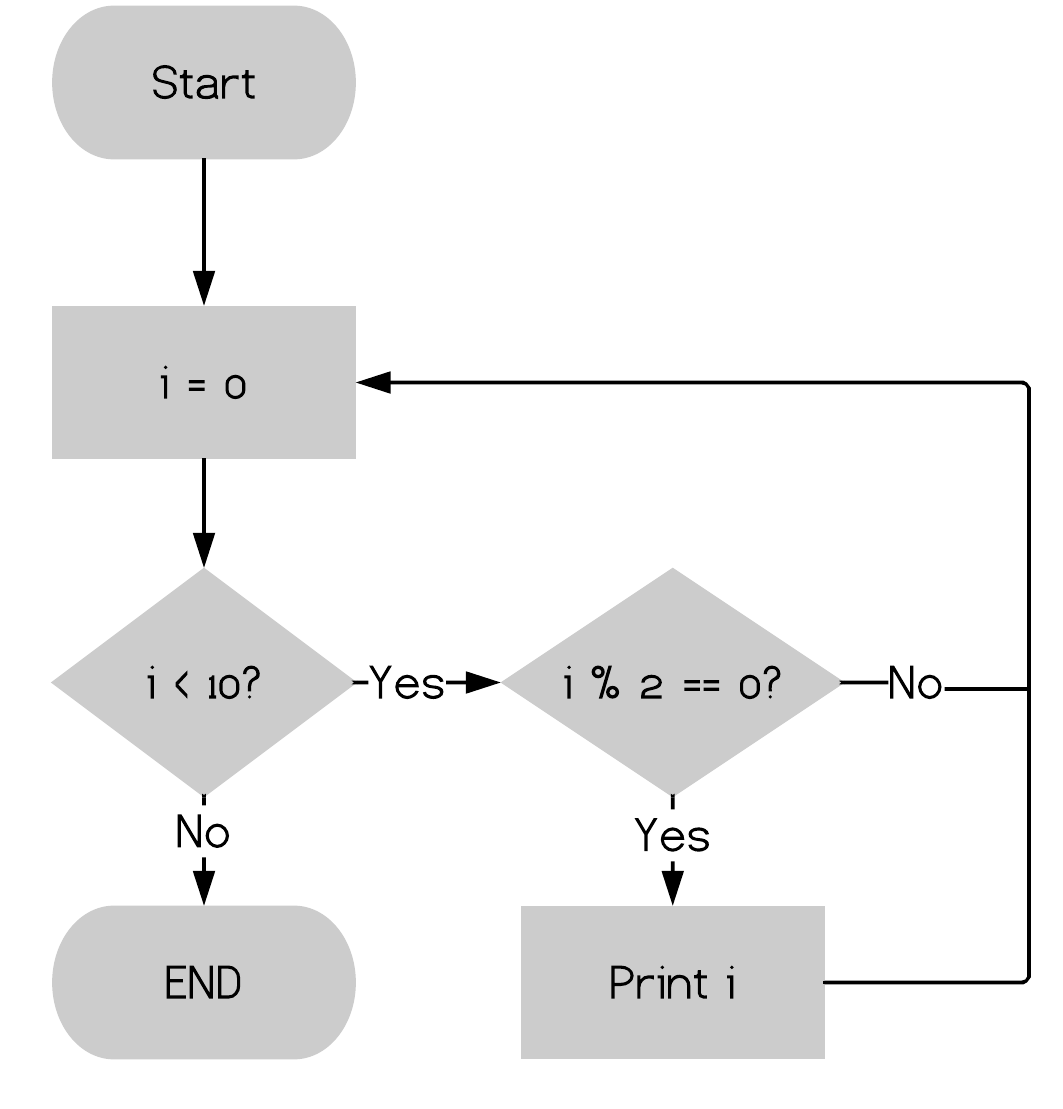 Start
i = 0
i < 10?
Yes
i % 2 == 0?
No
No
Yes
END
Print i